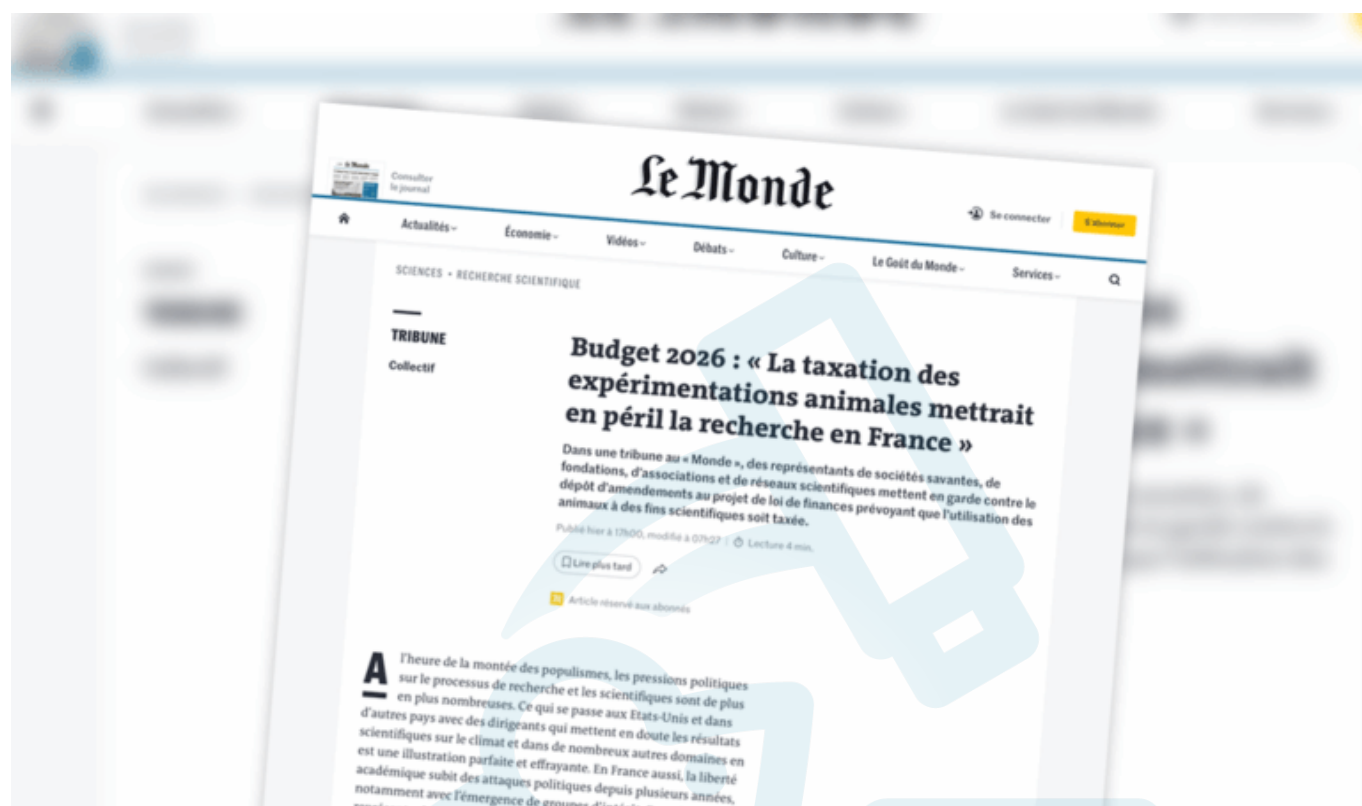 Consulter
le journal
Le Monde
Se connecter
S'abonner
Actualités
Économie
Vidéos
Débats
Culture
Le Goût du Monde
Services
SCIENCES • RECHERCHE SCIENTIFIQUE
TRIBUNE
Collectif
Budget 2026 : « La taxation des
expérimentations animales mettrait
en péril la recherche en France »
Dans une tribune au « Monde », des représentants de sociétés savantes, de
fondations, d'associations et de réseaux scientifiques mettent en garde contre le
dépôt d'amendements au projet de loi de finances prévoyant que l'utilisation des
animaux à des fins scientifiques soit taxée.
Publié hier à 17h00, modifié à 07h27 | Lecture 4 min.
Lire plus tard
Article réservé aux abonnés
A l'heure de la montée des populismes, les pressions politiques
sur le processus de recherche et les scientifiques sont de plus
en plus nombreuses. Ce qui se passe aux Etats-Unis et dans
d'autres pays avec des dirigeants qui mettent en doute les résultats
scientifiques sur le climat et dans de nombreux autres domaines en
est une illustration parfaite et effrayante. En France aussi, la liberté
académique subit des attaques politiques depuis plusieurs années,
notamment avec l'émergence de groupes